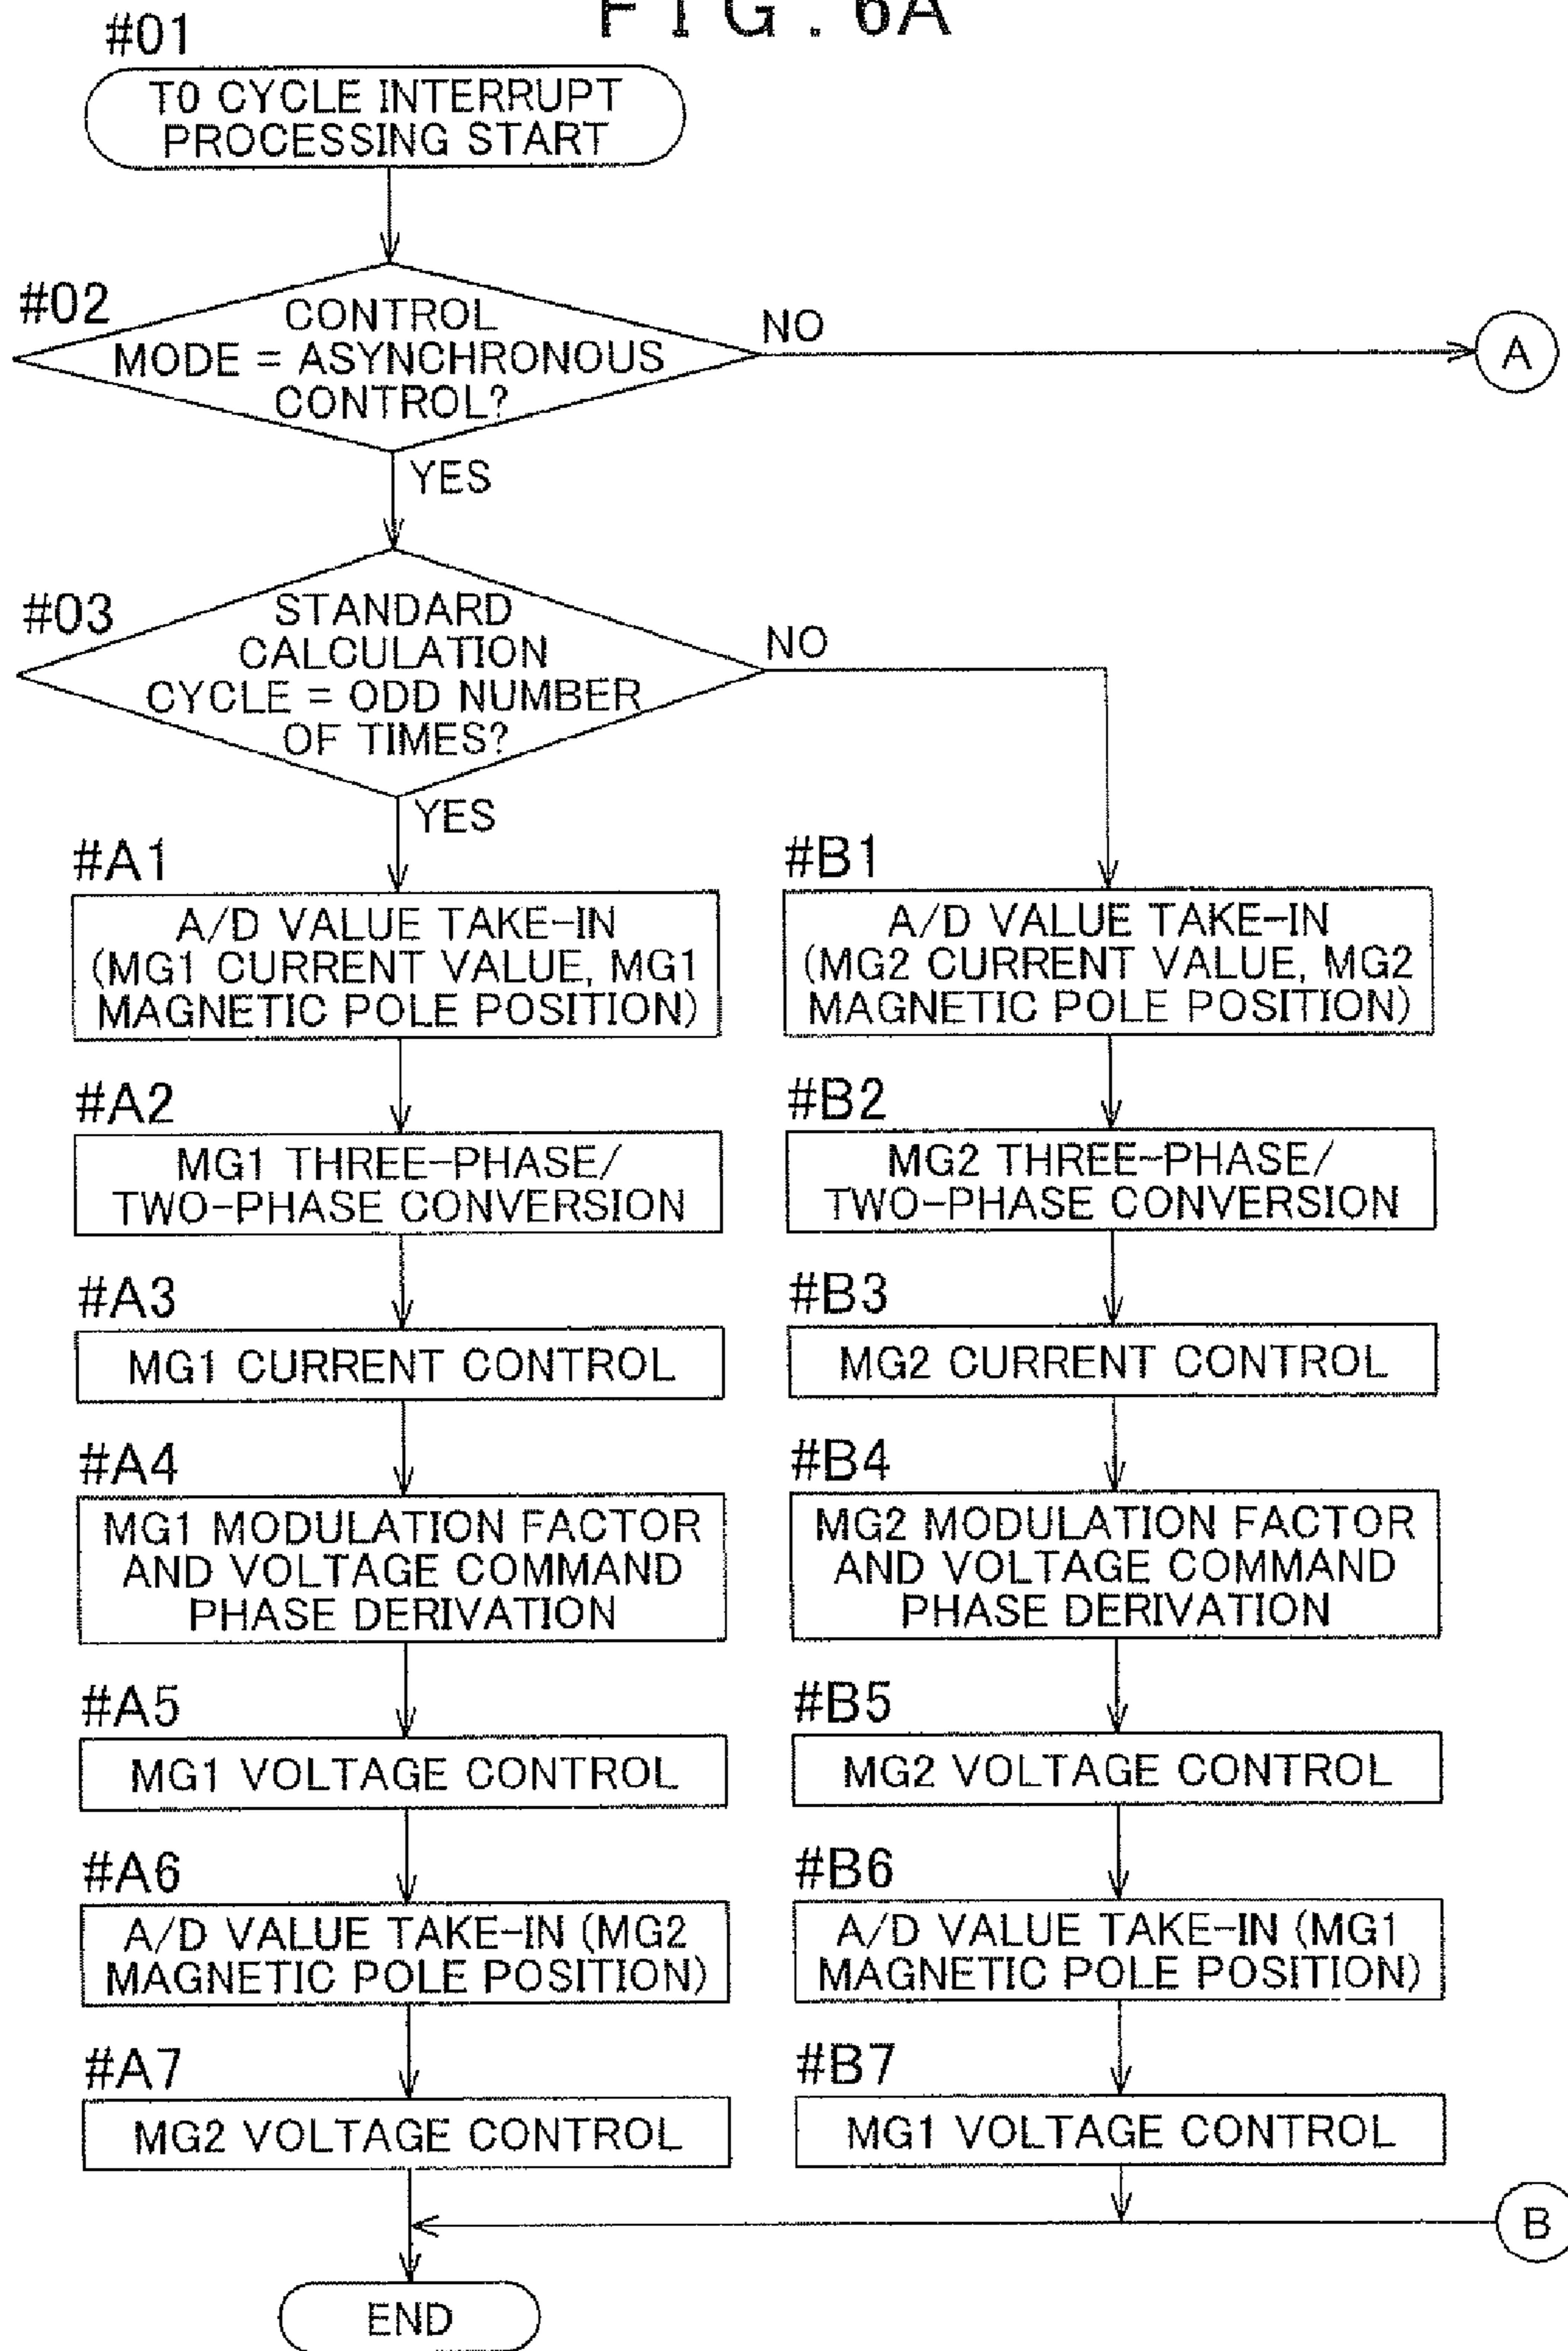 FIG. 6A
#01
T0 CYCLE INTERRUPT
PROCESSING START
#02
CONTROL
MODE = ASYNCHRONOUS
CONTROL?
NO
A
YES
#03
STANDARD
CALCULATION
CYCLE = ODD NUMBER
OF TIMES?
NO
YES
#A1
A/D VALUE TAKE-IN
(MG1 CURRENT VALUE, MG1
MAGNETIC POLE POSITION)
#A2
MG1 THREE-PHASE/
TWO-PHASE CONVERSION
#A3
MG1 CURRENT CONTROL
#A4
MG1 MODULATION FACTOR
AND VOLTAGE COMMAND
PHASE DERIVATION
#A5
MG1 VOLTAGE CONTROL
#A6
A/D VALUE TAKE-IN (MG2
MAGNETIC POLE POSITION)
#A7
MG2 VOLTAGE CONTROL
#B1
A/D VALUE TAKE-IN
(MG2 CURRENT VALUE, MG2
MAGNETIC POLE POSITION)
#B2
MG2 THREE-PHASE/
TWO-PHASE CONVERSION
#B3
MG2 CURRENT CONTROL
#B4
MG2 MODULATION FACTOR
AND VOLTAGE COMMAND
PHASE DERIVATION
#B5
MG2 VOLTAGE CONTROL
#B6
A/D VALUE TAKE-IN (MG1
MAGNETIC POLE POSITION)
#B7
MG1 VOLTAGE CONTROL
B
END